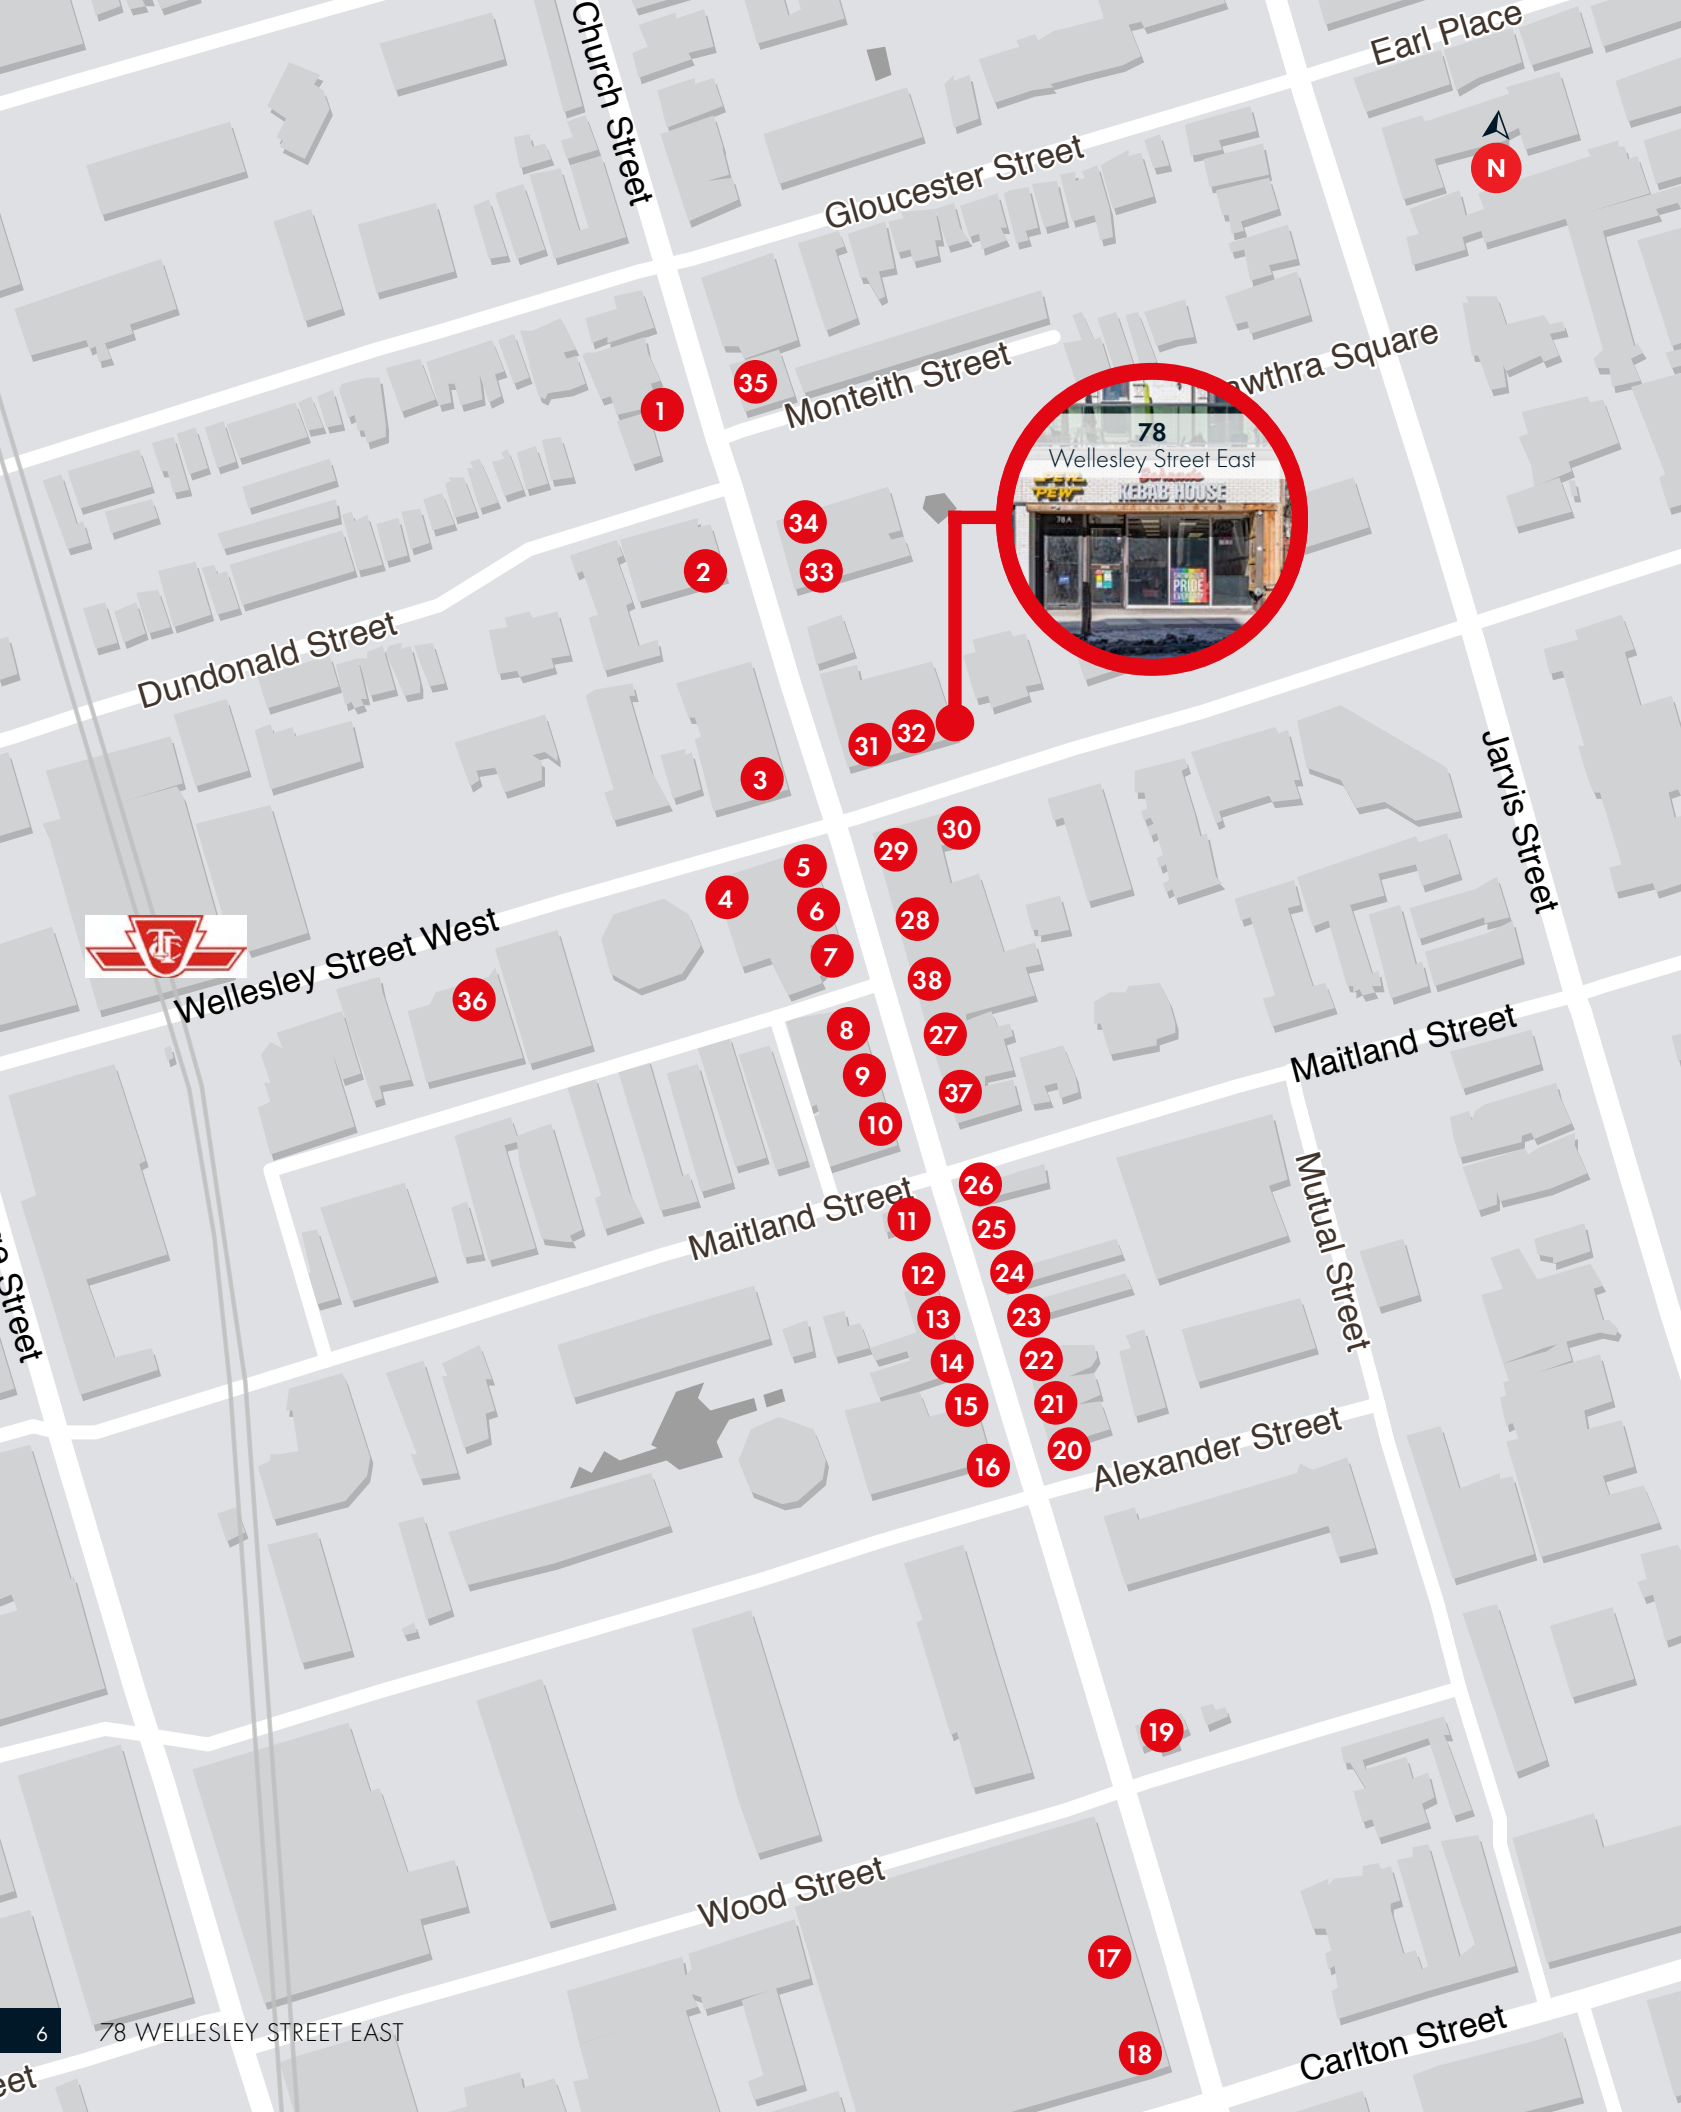 Church Street
Earl Place
N
Gloucester Street
Monteith Street
awthra Square
35
1
78
Wellesley Street East
PEW
KEBAB HOUSE
78A
PRIDE
34
33
2
Dundonald Street
31
32
3
Jarvis Street
30
29
5
4
6
28
7
38
Wellesley Street West
36
8
27
9
37
10
Maitland Street
Maitland Street
Mutual Street
26
11
25
12
24
13
23
14
22
15
21
20
16
Street
Alexander Street
19
Wood Street
17
18
Carlton Street
6
78 WELLESLEY STREET EAST
eet